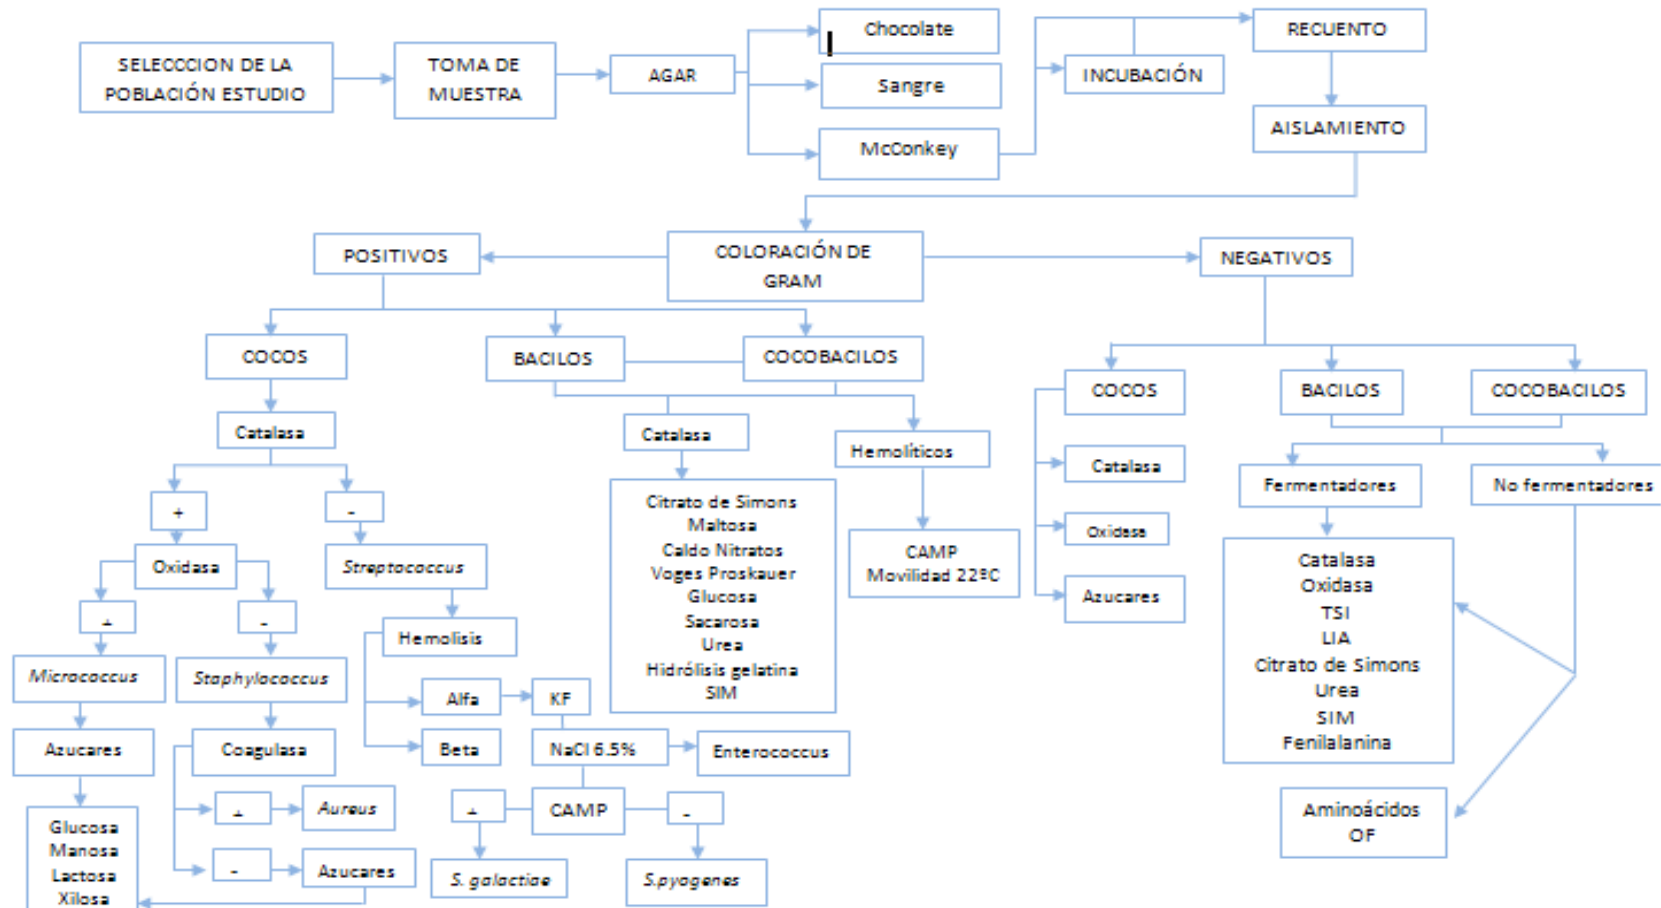 SELECCCION DE LA
POBLACIÓN ESTUDIO
TOMA DE
MUESTRA
AGAR
Chocolate
Sangre
McConkey
INCUBACIÓN
RECUENTO
AISLAMIENTO
COLORACIÓN DE
GRAM
POSITIVOS
NEGATIVOS
COCOS
BACILOS
COCOBACILOS
Catalasa
+
-
Oxidasa
+
-
Streptococcus
Micrococcus
Staphylococcus
Hemolisis
Azucares
Coagulasa
Alfa
KF
Beta
NaCl 6.5%
Enterococcus
+
Aureus
-
Azucares
Glucosa
Manosa
Lactosa
Xilosa
+
CAMP
-
S. galactiae
S.pyogenes
Catalasa
Citrato de Simons
Maltosa
Caldo Nitratos
Voges Proskauer
Glucosa
Sacarosa
Urea
Hidrólisis gelatina
SIM
Hemolíticos
CAMP
Movilidad 22ºC
COCOS
Catalasa
Oxidasa
Azucares
BACILOS
COCOBACILOS
Fermentadores
No fermentadores
Catalasa
Oxidasa
TSI
LIA
Citrato de Simons
Urea
SIM
Fenilalanina
Aminoácidos
OF